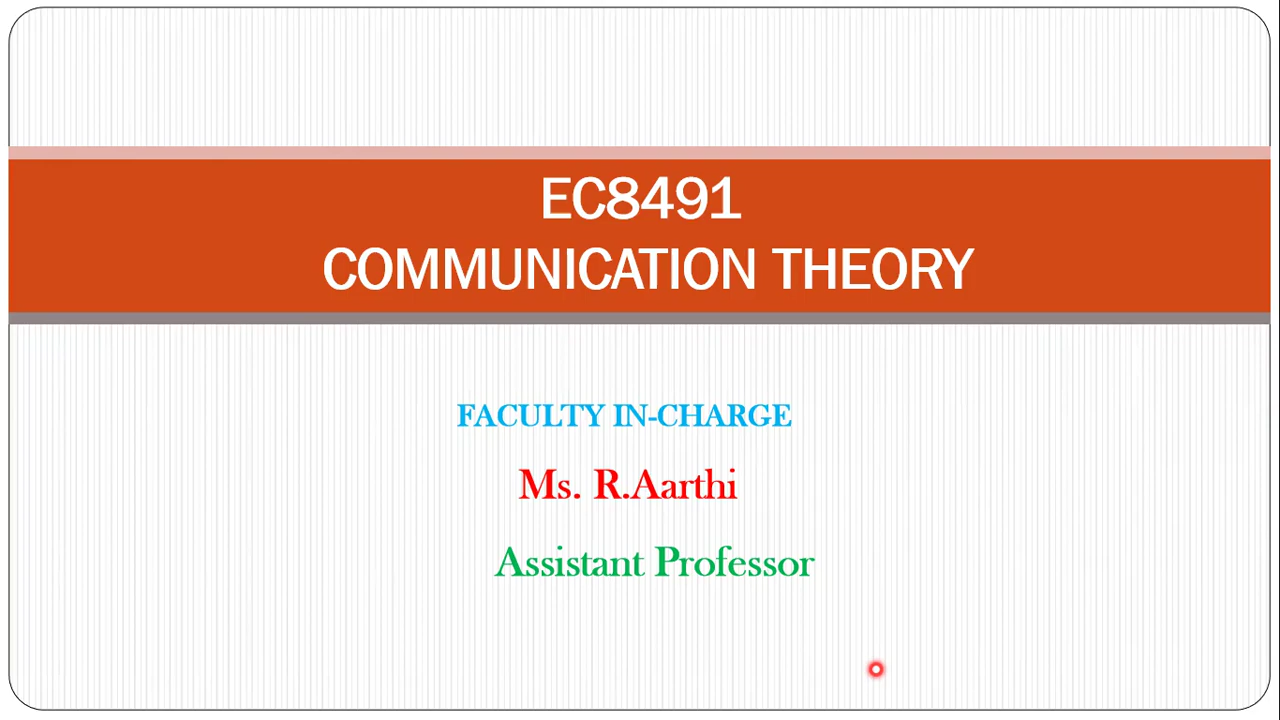 EC8491
COMMUNICATION THEORY
FACULTY IN-CHARGE
Ms. R.Aarthi
Assistant Professor